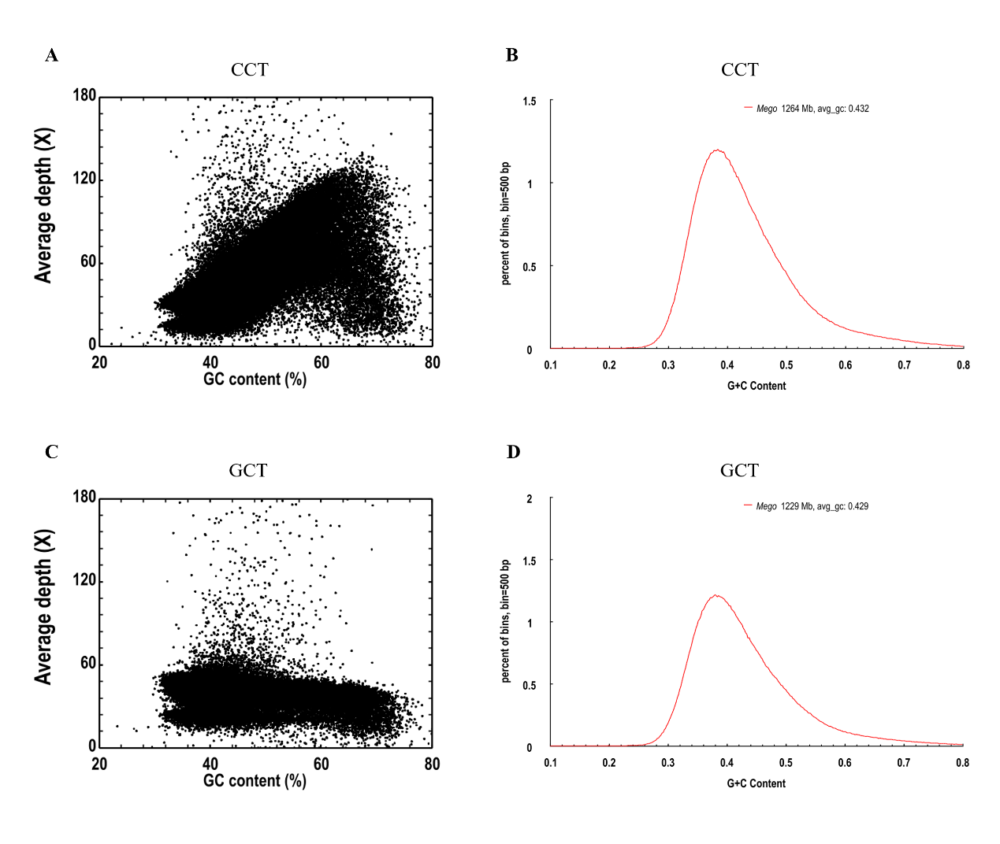 A
CCT
180
120
60
0
Average depth (X)
20 40 60 80
GC content (%)
B
CCT
Mego 1264 Mb, avg_gc: 0.432
1.5
1
0.5
0
percent of bins, bin=500 bp
0.1 0.2 0.3 0.4 0.5 0.6 0.7 0.8
G+C Content
C
GCT
180
120
60
0
Average depth (X)
20 40 60 80
GC content (%)
D
GCT
Mego 1229 Mb, avg_gc: 0.429
2
1.5
1
0.5
0
percent of bins, bin=500 bp
0.1 0.2 0.3 0.4 0.5 0.6 0.7 0.8
G+C Content